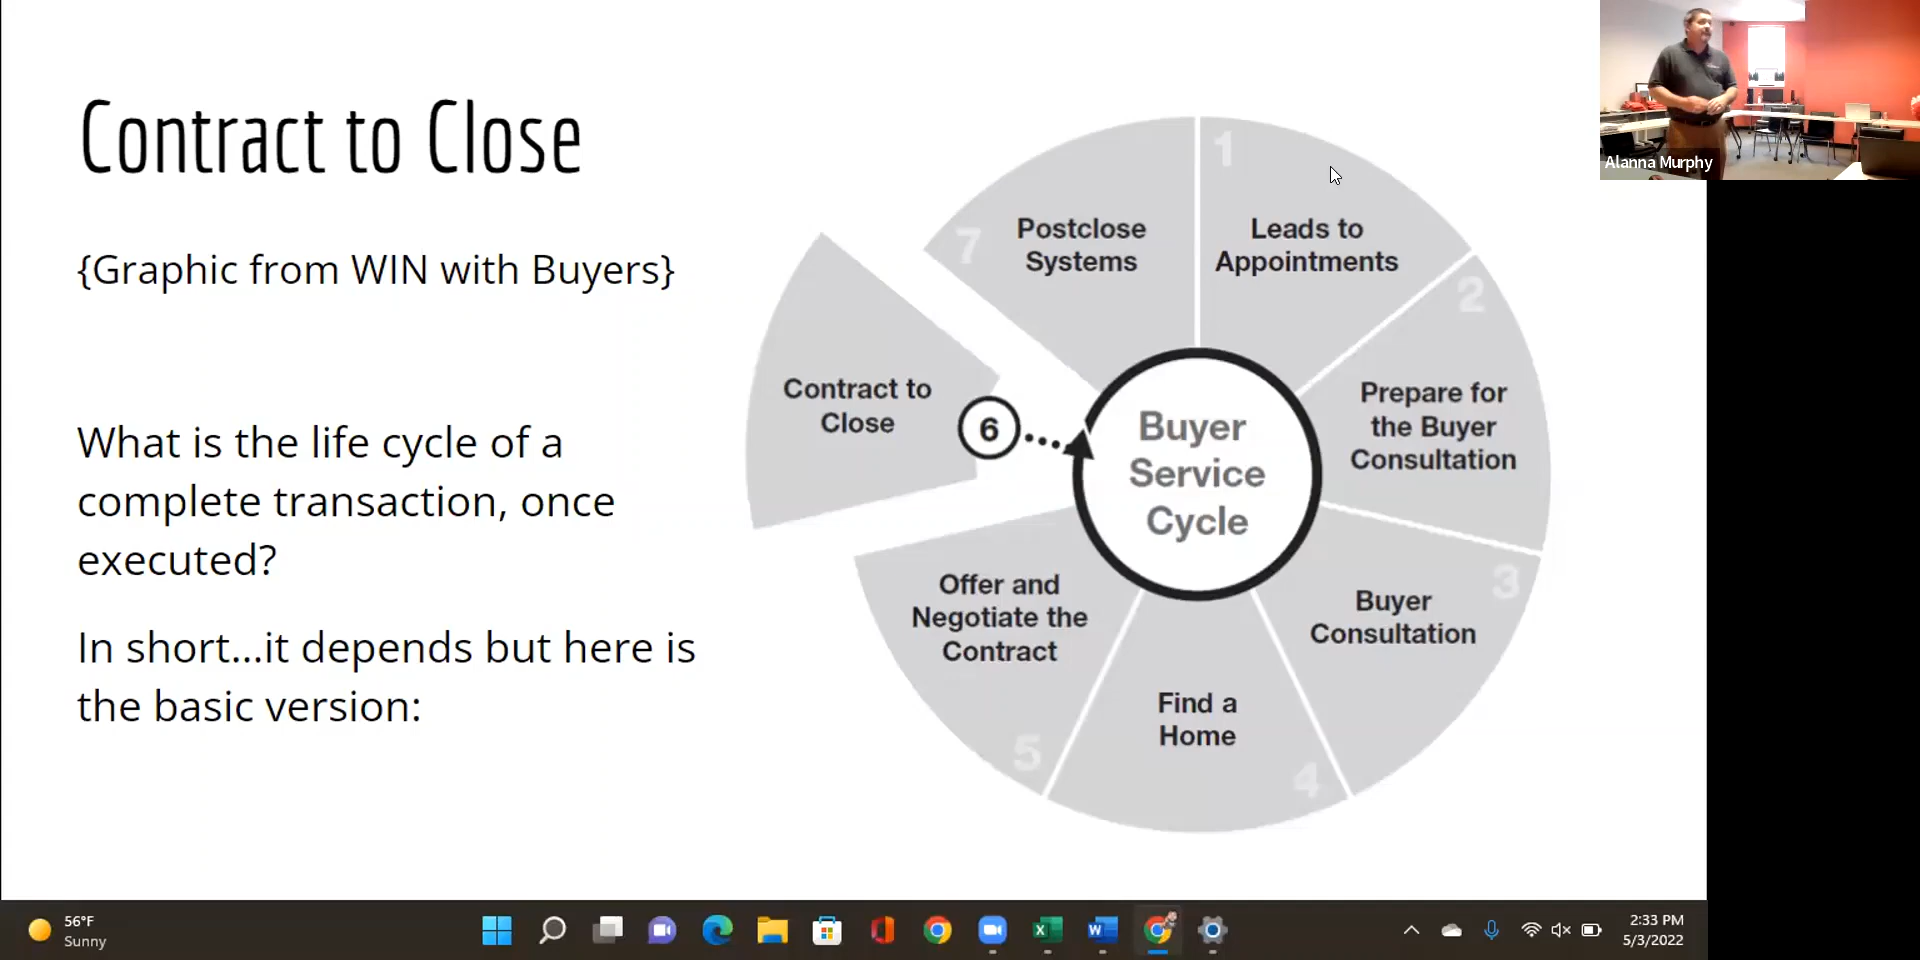 Contract to Close
{Graphic from WIN with Buyers}
What is the life cycle of a
complete transaction, once
executed?
In short...it depends but here is
the basic version:
1
Leads to
Appointments
2
Prepare for
the Buyer
Consultation
3
Buyer
Consultation
4
Find a
Home
5
Offer and
Negotiate the
Contract
6
Contract to
Close
7
Postclose
Systems
Buyer
Service
Cycle
Alanna Murphy
56°F
Sunny
2:33 PM
5/3/2022